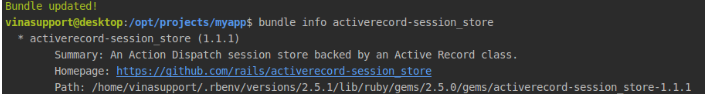 Bundle updated!
vinasupport@desktop:/opt/projects/myapp$ bundle info activerecord-session_store
* activerecord-session_store (1.1.1)
Summary: An Action Dispatch session store backed by an Active Record class.
Homepage: https://github.com/rails/activerecord-session_store
Path: /home/vinasupport/.rbenv/versions/2.5.1/lib/ruby/gems/2.5.0/gems/activerecord-session_store-1.1.1